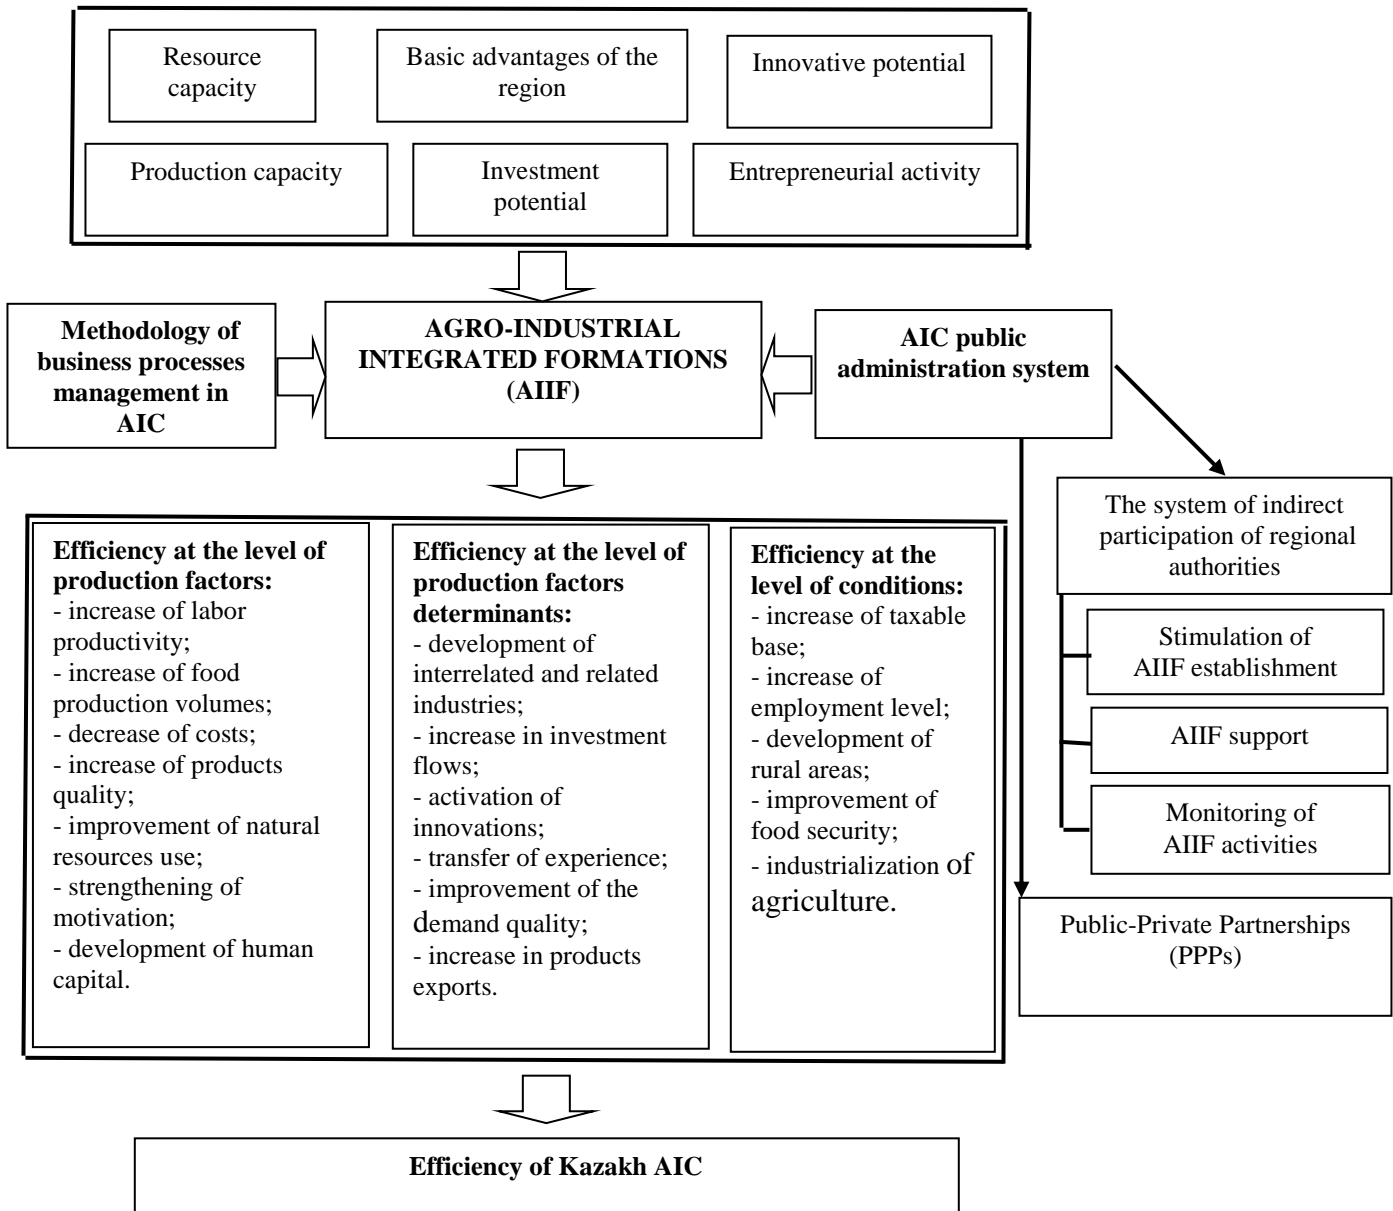 Resource
capacity
Basic advantages of the
region
Innovative potential
Production capacity
Investment
potential
Entrepreneurial activity
Methodology of
business processes
management in
AIC
AGRO-INDUSTRIAL
INTEGRATED FORMATIONS
(AIIF)
AIC public
administration system
The system of indirect
participation of regional
authorities
Stimulation of
AIIF establishment
AIIF support
Monitoring of
AIIF activities
Public-Private Partnerships
(PPPs)
Efficiency at the level of
production factors:
- increase of labor
productivity;
- increase of food
production volumes;
- decrease of costs;
- increase of products
quality;
- improvement of natural
resources use;
- strengthening of
motivation;
- development of human
capital.
Efficiency at the level of
production factors
determinants:
- development of
interrelated and related
industries;
- increase in investment
flows;
- activation of
innovations;
- transfer of experience;
- improvement of the
demand quality;
- increase in products
exports.
Efficiency at the
level of conditions:
- increase of taxable
base;
- increase of
employment level;
- development of
rural areas;
- improvement of
food security;
- industrialization of
agriculture.
Efficiency of Kazakh AIC